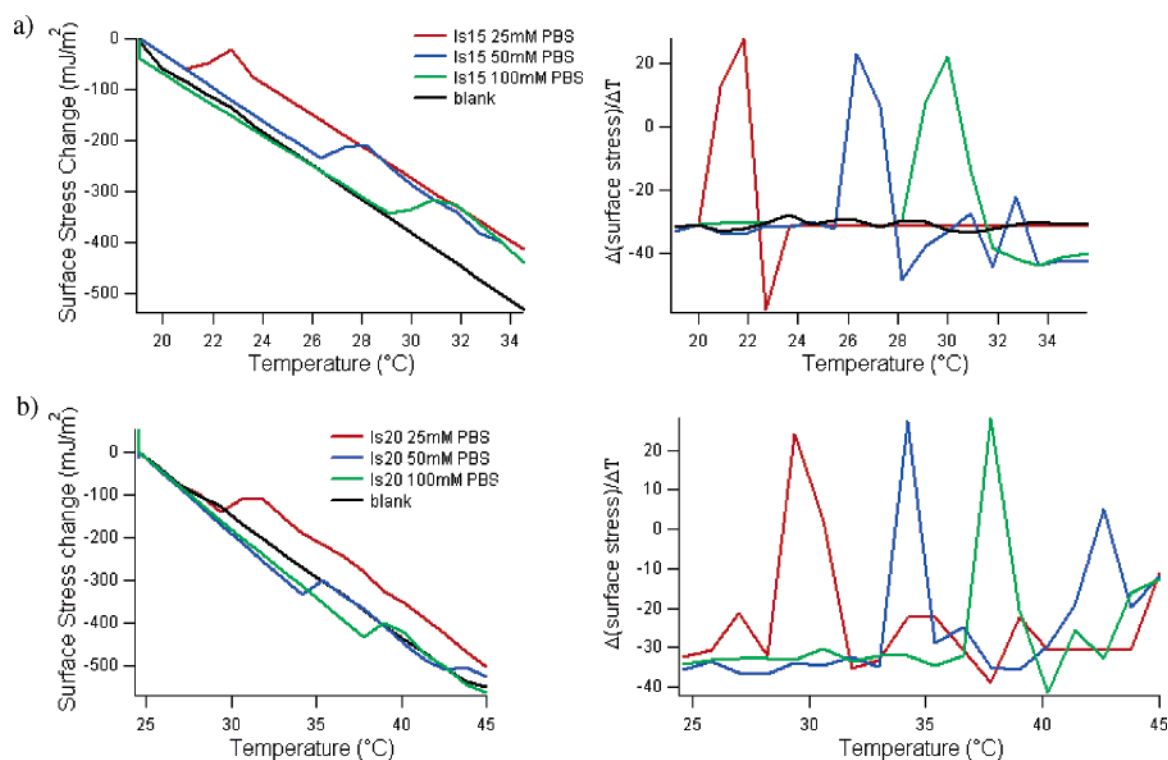 a)
Surface Stress Change (mJ/m²)
0
-100
-200
-300
-400
-500
ls15 25mM PBS
ls15 50mM PBS
ls15 100mM PBS
blank
20 22 24 26 28 30 32 34
Temperature (°C)
Δ(surface stress)/ΔT
20
0
-20
-40
20 22 24 26 28 30 32 34
Temperature (°C)
b)
Surface Stress change (mJ/m²)
0
-100
-200
-300
-400
-500
ls20 25mM PBS
ls20 50mM PBS
ls20 100mM PBS
blank
25 30 35 40 45
Temperature (°C)
Δ(surface stress)/ΔT
20
10
0
-10
-20
-30
-40
25 30 35 40 45
Temperature (°C)